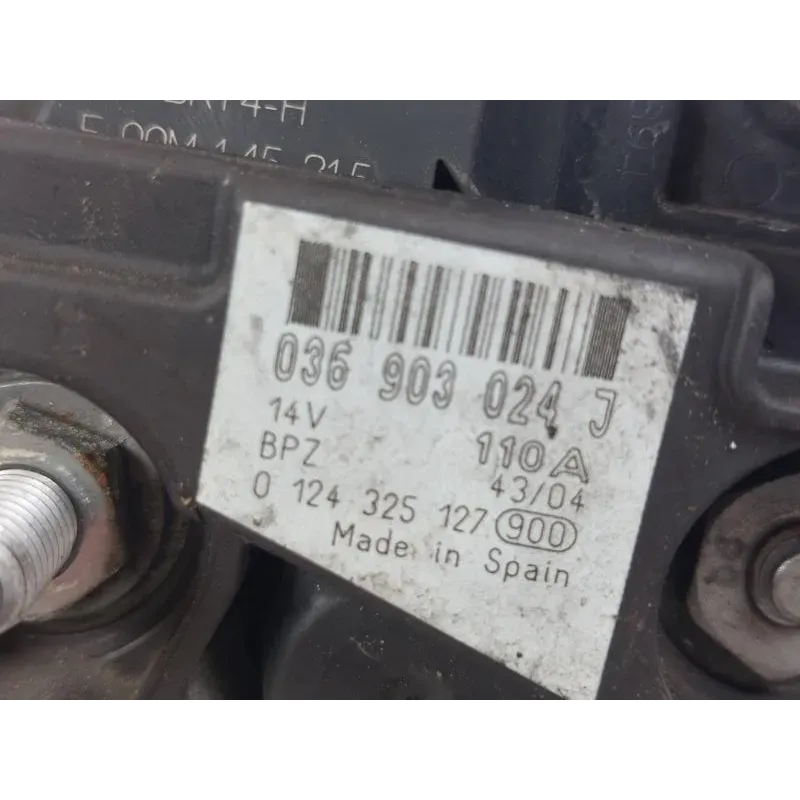 036 903 024 J
14V 110A
BPZ 43/04
0 124 325 127 900
Made in Spain